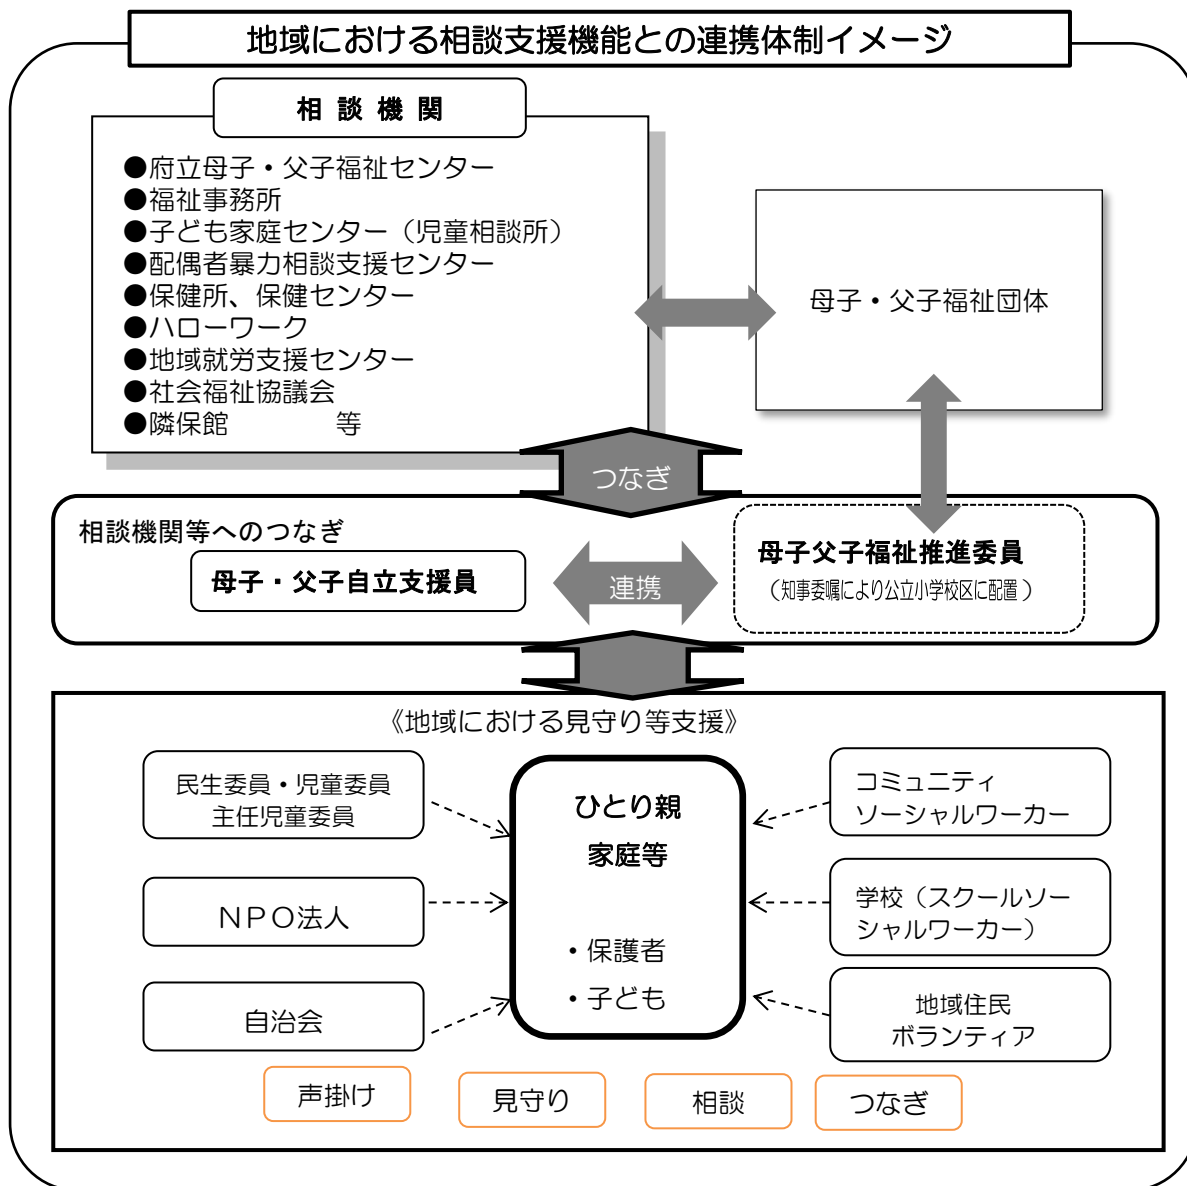 地域における相談支援機能との連携体制イメージ
相 談 機 関
●府立母子・父子福祉センター
●福祉事務所
●子ども家庭センター（児童相談所）
●配偶者暴力相談支援センター
●保健所、保健センター
●ハローワーク
●地域就労支援センター
●社会福祉協議会
●隣保館　　　　等
母子・父子福祉団体
つなぎ
相談機関等へのつなぎ
母子・父子自立支援員
連携
母子父子福祉推進委員
（知事委嘱により公立小学校区に配置）
《地域における見守り等支援》
民生委員・児童委員
主任児童委員
ＮＰＯ法人
自治会
ひとり親
家庭等
・保護者
・子ども
コミュニティ
ソーシャルワーカー
学校（スクールソー
シャルワーカー）
地域住民
ボランティア
声掛け
見守り
相談
つなぎ